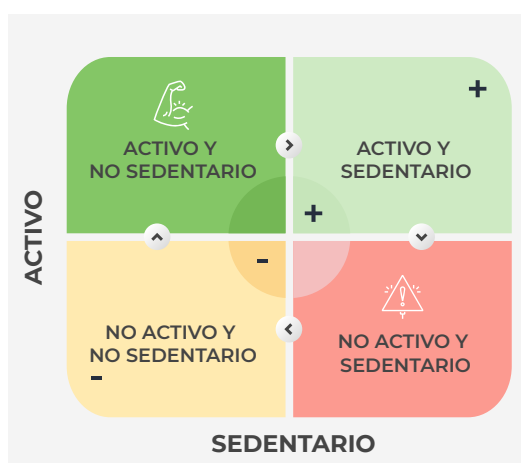 +
ACTIVO Y
NO SEDENTARIO
ACTIVO Y
SEDENTARIO
+
-
ACTIVO
NO ACTIVO Y
NO SEDENTARIO
-
NO ACTIVO Y
SEDENTARIO
SEDENTARIO